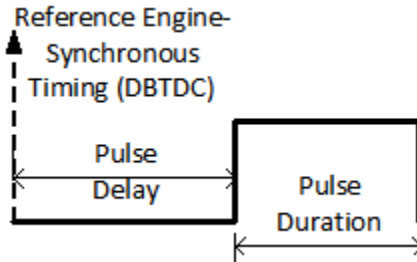 Reference Engine-
Synchronous
Timing (DBTDC)
Pulse
Delay
Pulse
Duration